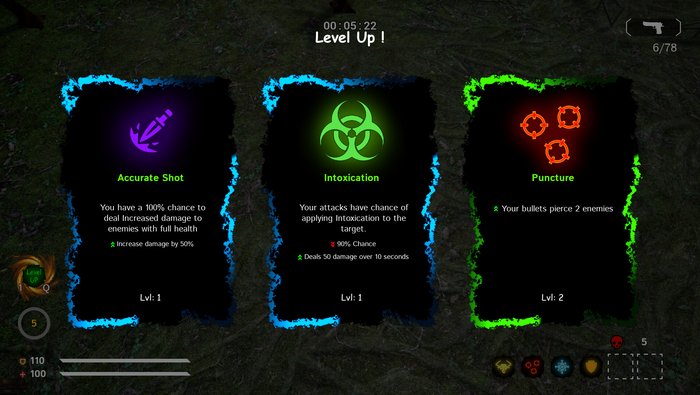 00:05:22
Level Up !
6/78
Accurate Shot
You have a 100% chance to
deal Increased damage to
enemies with full health
Increase damage by 50%
Lvl: 1
Intoxication
Your attacks have chance of
applying Intoxication to the
target.
90% Chance
Deals 50 damage over 10 seconds
Lvl: 1
Puncture
Your bullets pierce 2 enemies
Lvl: 2
Level
UP
Q
5
110
100
5